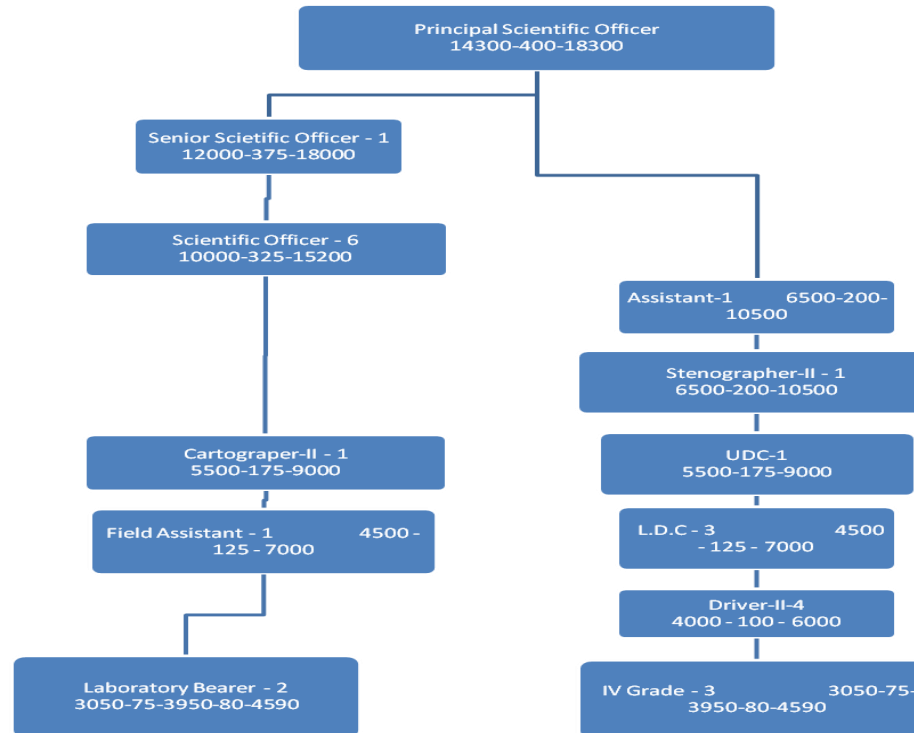 Principal Scientific Officer
14300-400-18300
Senior Scietific Officer - 1
12000-375-18000
Scientific Officer - 6
10000-325-15200
Cartograper-II - 1
5500-175-9000
Field Assistant - 1 4500 -
125 - 7000
Laboratory Bearer - 2
3050-75-3950-80-4590
Assistant-1 6500-200-
10500
Stenographer-II - 1
6500-200-10500
UDC-1
5500-175-9000
L.D.C - 3 4500
- 125 - 7000
Driver-II-4
4000 - 100 - 6000
IV Grade - 3 3050-75-
3950-80-4590